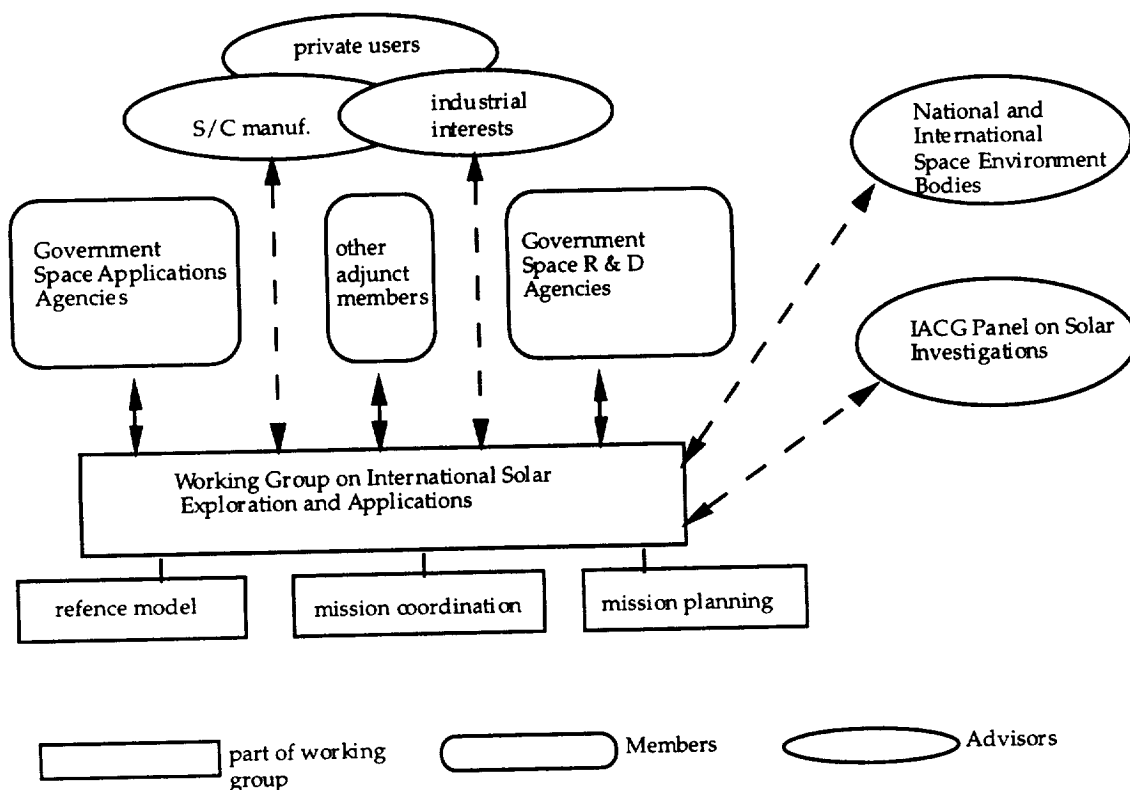 private users
S/C manuf.
industrial
interests
National and
International
Space Environment
Bodies
Government
Space Applications
Agencies
other
adjunct
members
Government
Space R & D
Agencies
IACG Panel on Solar
Investigations
Working Group on International Solar
Exploration and Applications
refence model
mission coordination
mission planning
part of working
group
Members
Advisors